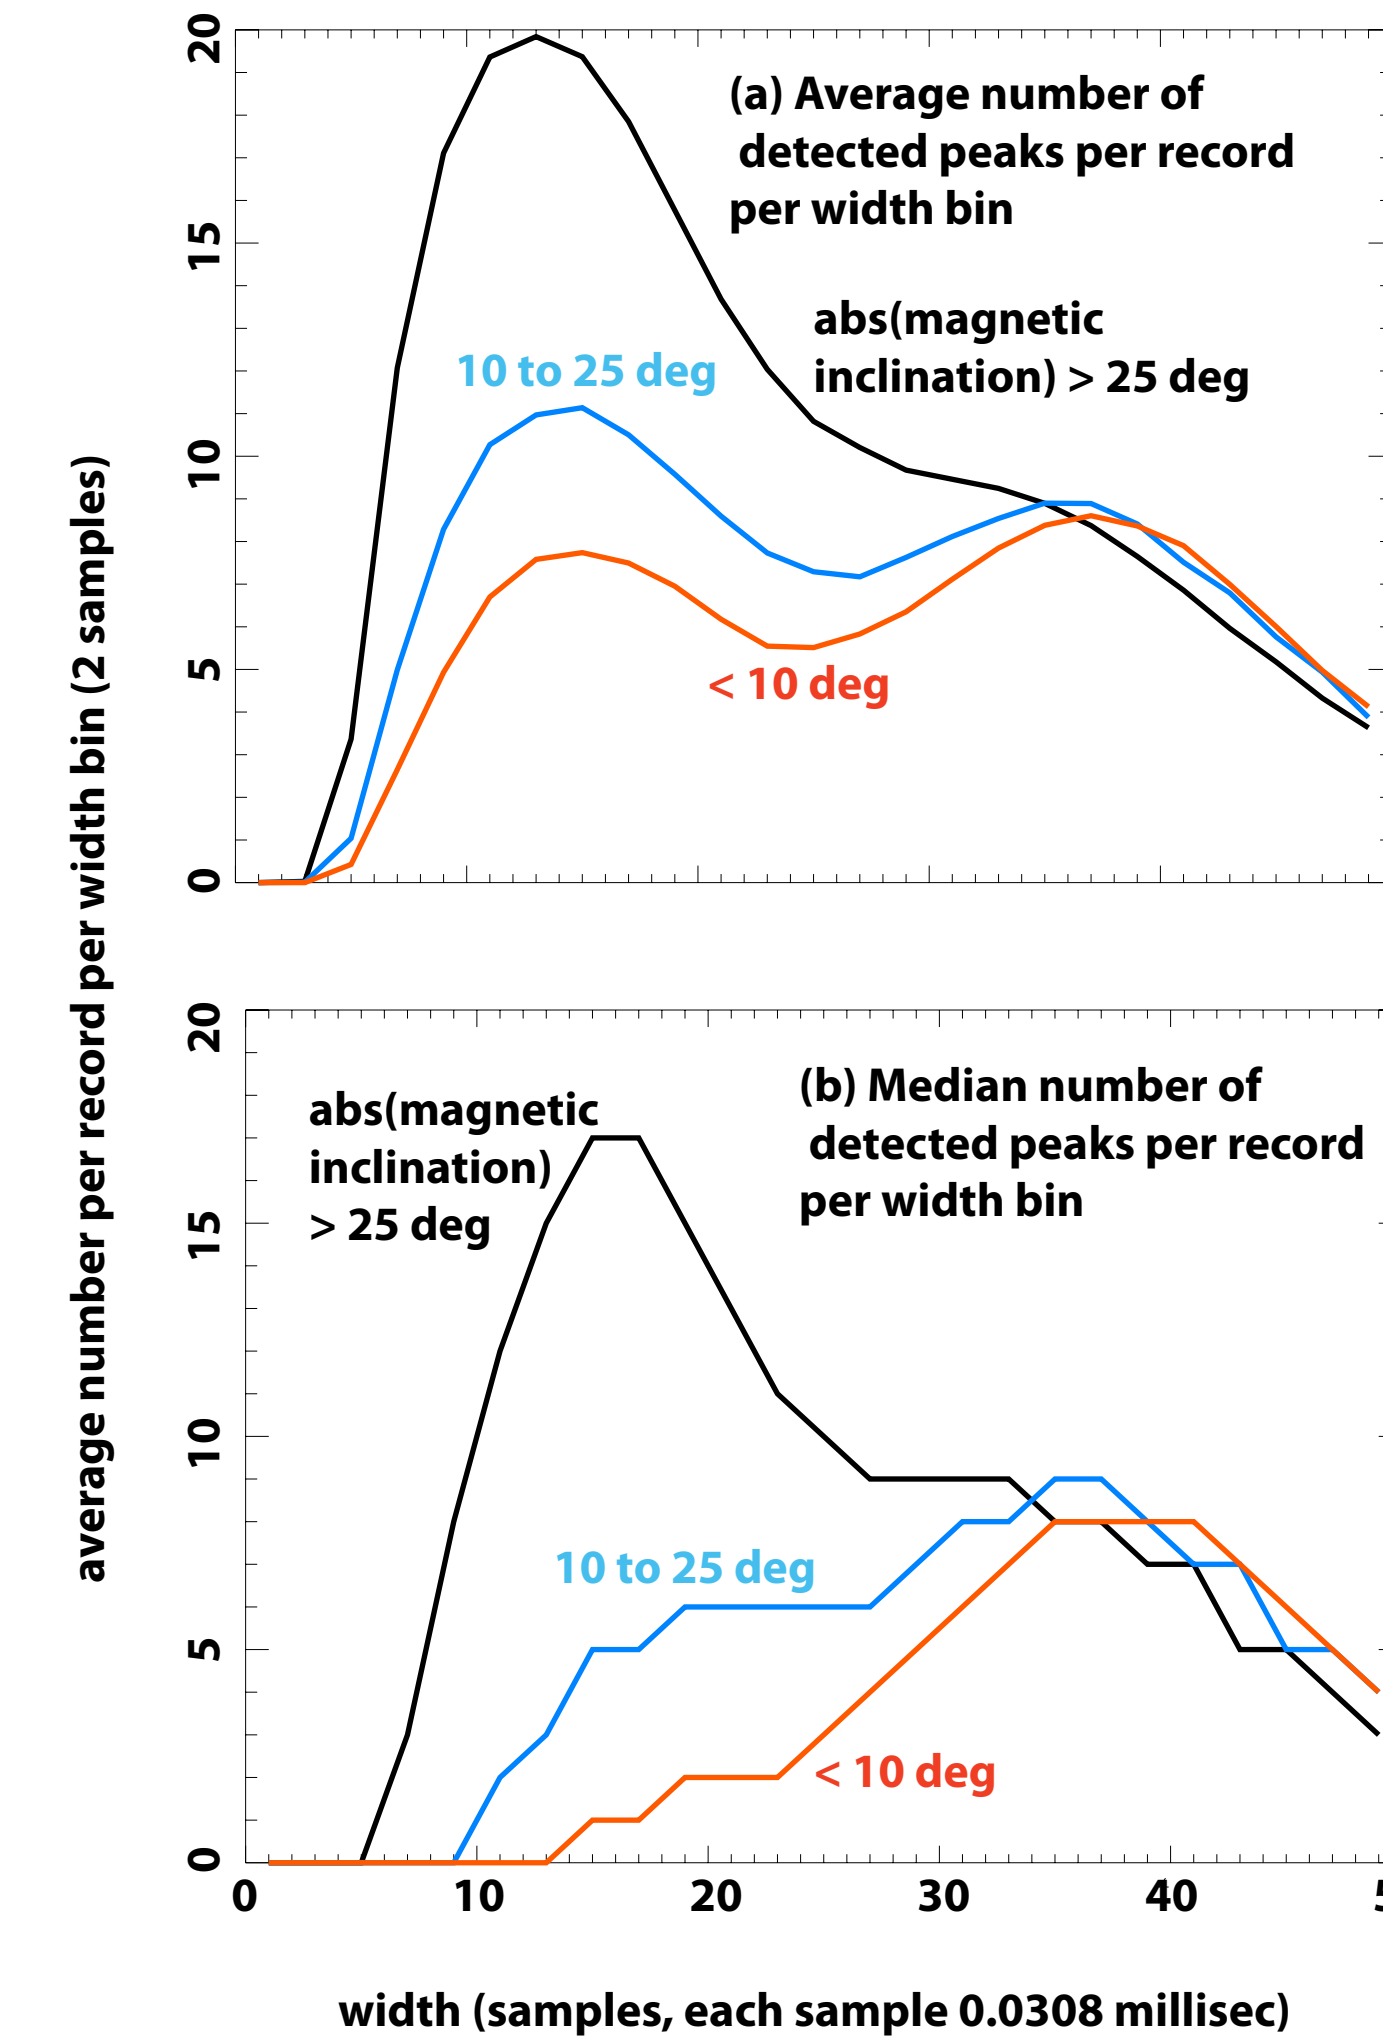 average number per record per width bin (2 samples)
20
15
10
5
0
(a) Average number of
detected peaks per record
per width bin
abs(magnetic
inclination) > 25 deg
10 to 25 deg
< 10 deg
20
15
10
5
0
abs(magnetic
inclination)
> 25 deg
(b) Median number of
detected peaks per record
per width bin
10 to 25 deg
< 10 deg
0 10 20 30 40
width (samples, each sample 0.0308 millisec)